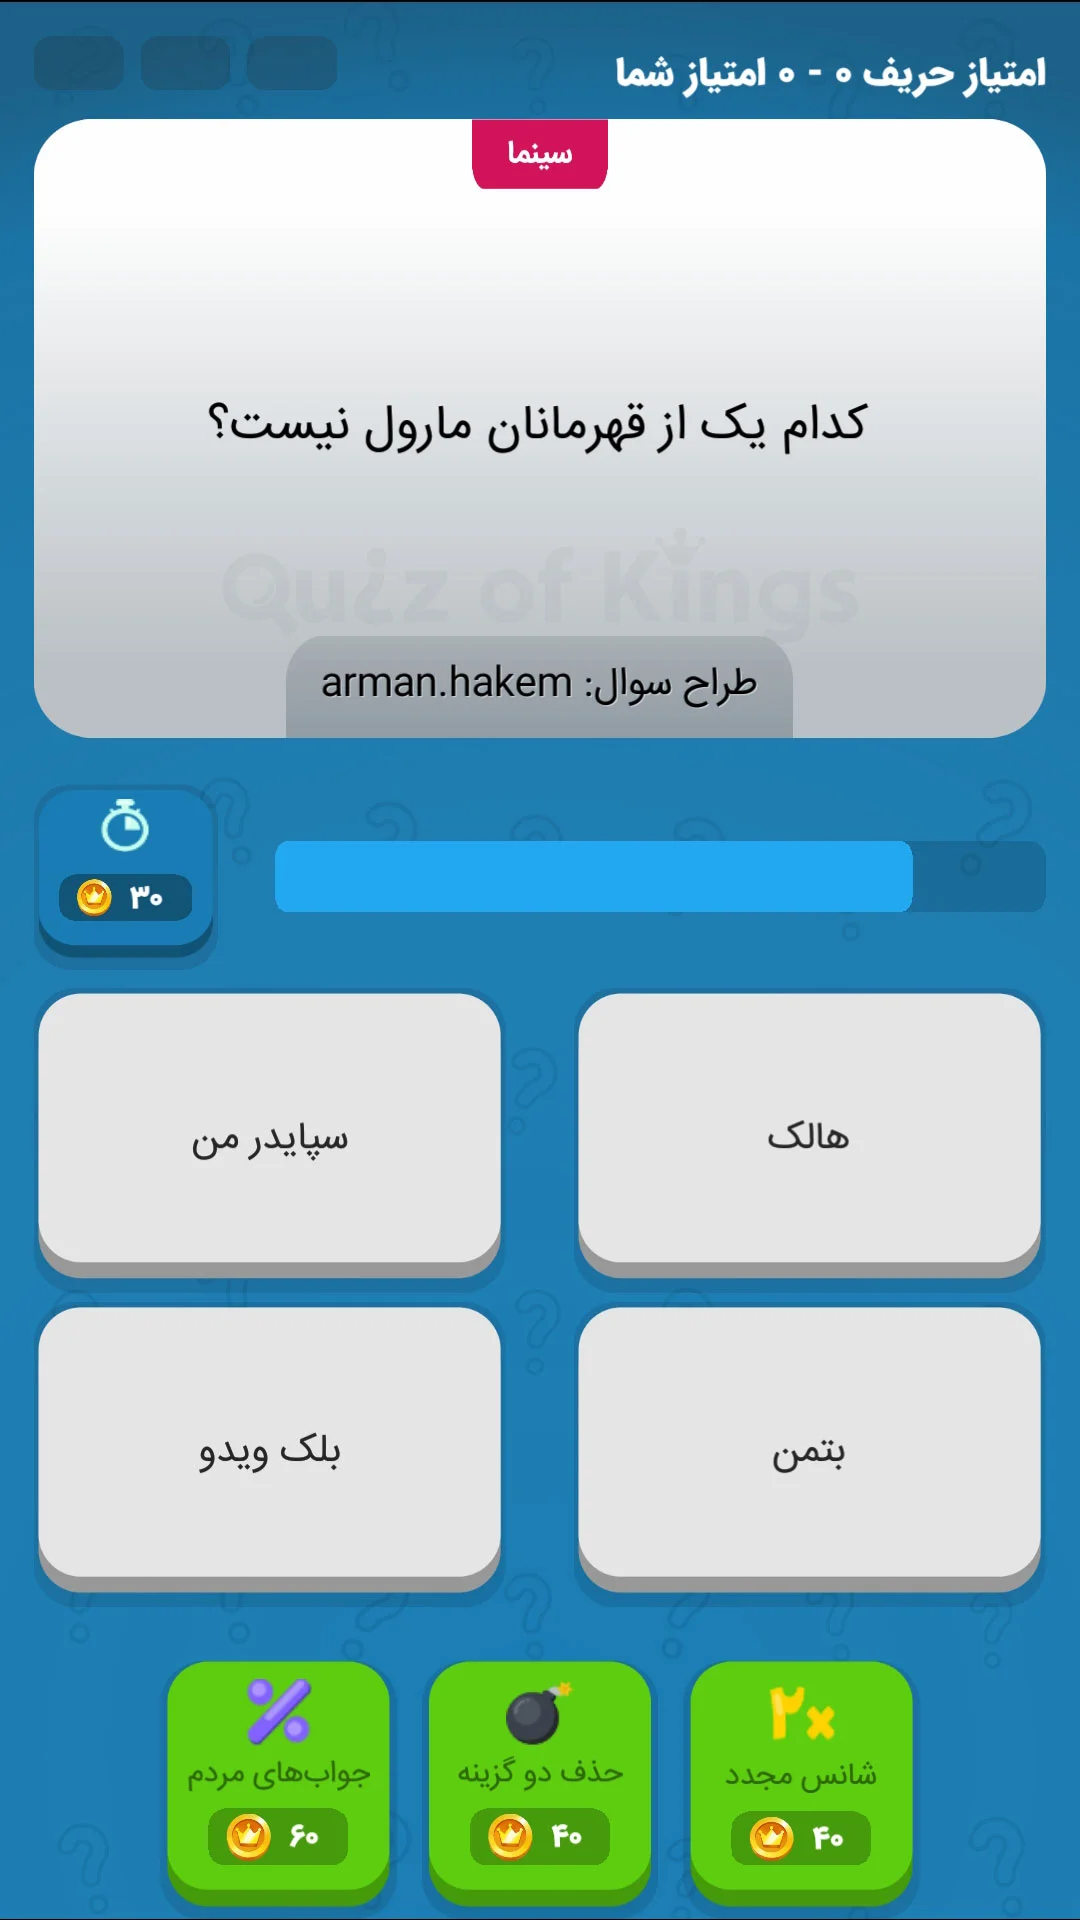 امتیاز حریف ۰ - ۰ امتیاز شما
سینما
کدام یک از قهرمانان مارول نیست؟
Quiz of Kings
طراح سوال: arman.hakem
۳۰
هالک
سپایدر من
بتمن
بلک ویدو
۲x
شانس مجدد
۴۰
حذف دو گزینه
۴۰
جواب‌های مردم
۶۰